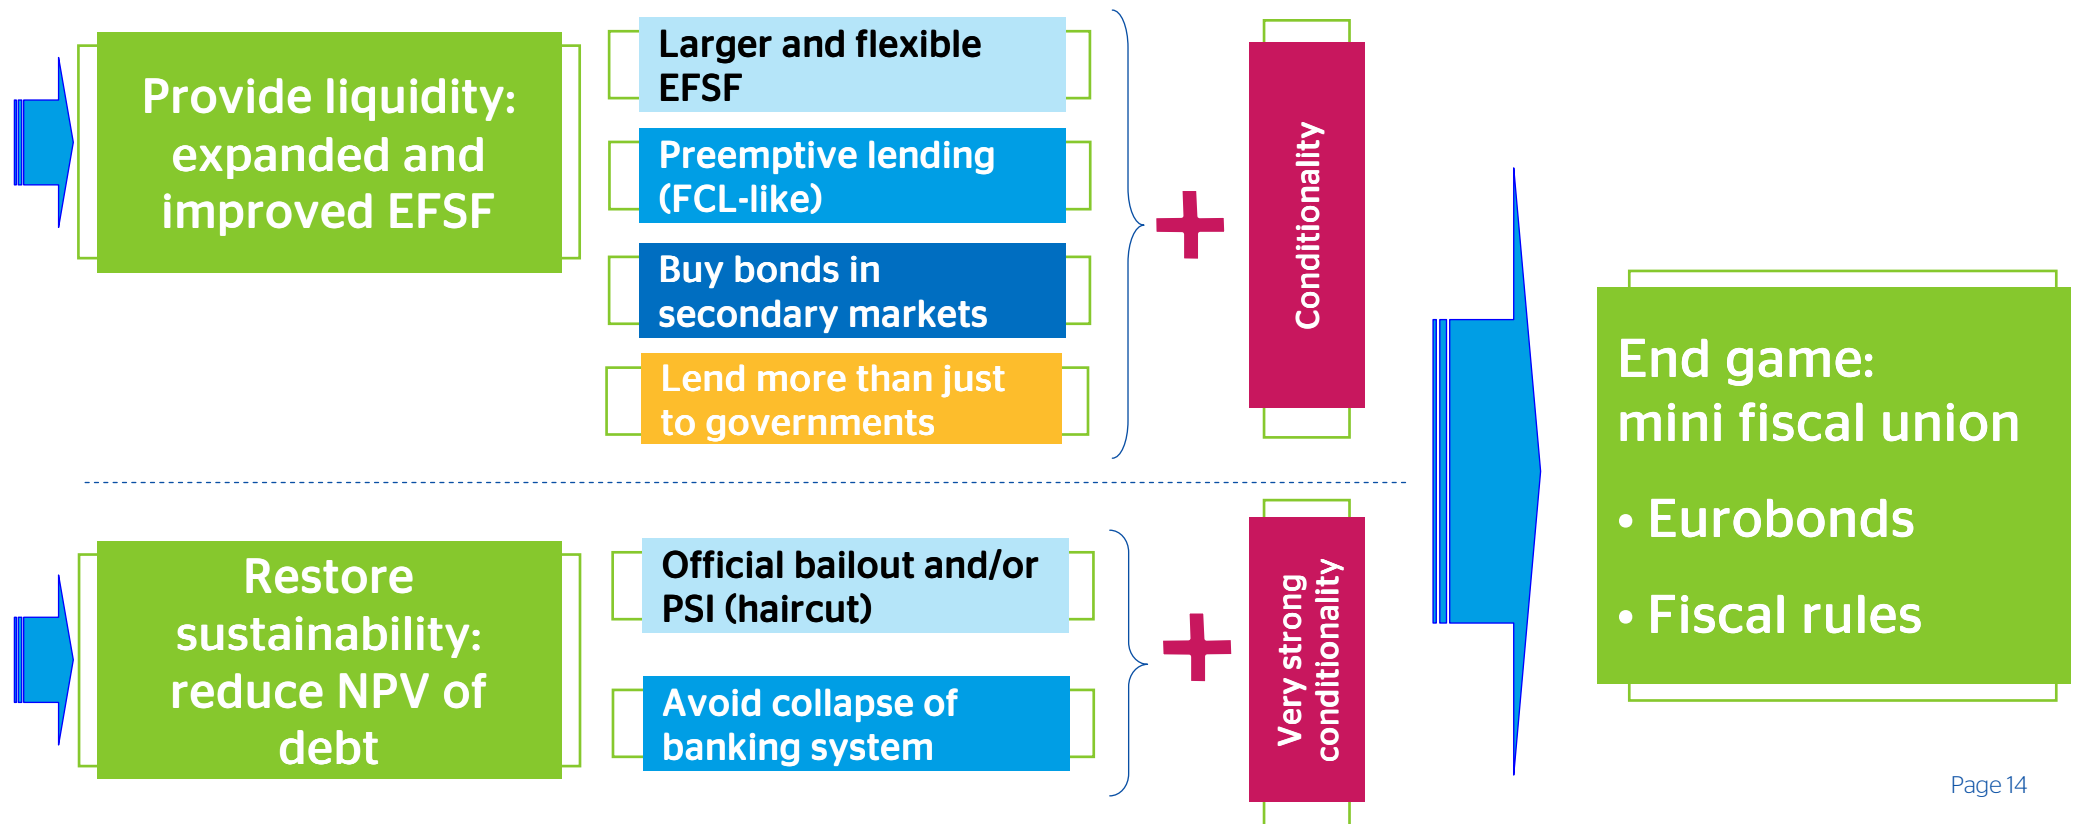 Provide liquidity:
expanded and
improved EFSF
Larger and flexible
EFSF
Preemptive lending
(FCL-like)
Buy bonds in
secondary markets
Lend more than just
to governments
Conditionality
Restore
sustainability:
reduce NPV of
debt
Official bailout and/or
PSI (haircut)
Avoid collapse of
banking system
Very strong
conditionality
End game:
mini fiscal union
• Eurobonds
• Fiscal rules
Page 14